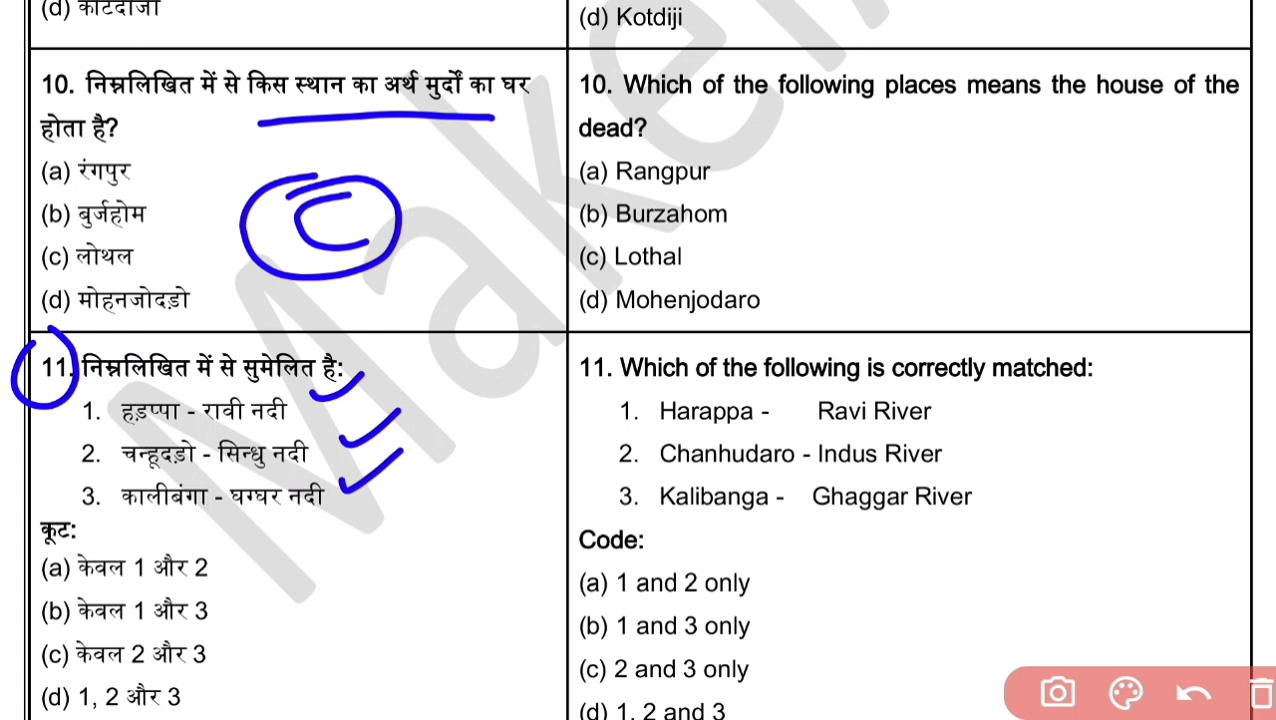 (d) कोटदीजी
10. निम्नलिखित में से किस स्थान का अर्थ मुर्दों का घर
होता है?
(a) रंगपुर
(b) बुर्जहोम
(c) लोथल
(d) मोहनजोदड़ो
C
11. निम्नलिखित में से सुमेलित है:
1. हड़प्पा - रावी नदी
2. चन्हूदड़ो - सिन्धु नदी
3. कालीबंगा - घग्घर नदी
कूट:
(a) केवल 1 और 2
(b) केवल 1 और 3
(c) केवल 2 और 3
(d) 1, 2 और 3
(d) Kotdiji
10. Which of the following places means the house of the
dead?
(a) Rangpur
(b) Burzahom
(c) Lothal
(d) Mohenjodaro
11. Which of the following is correctly matched:
1. Harappa - Ravi River
2. Chanhudaro - Indus River
3. Kalibanga - Ghaggar River
Code:
(a) 1 and 2 only
(b) 1 and 3 only
(c) 2 and 3 only
(d) 1, 2 and 3
Make